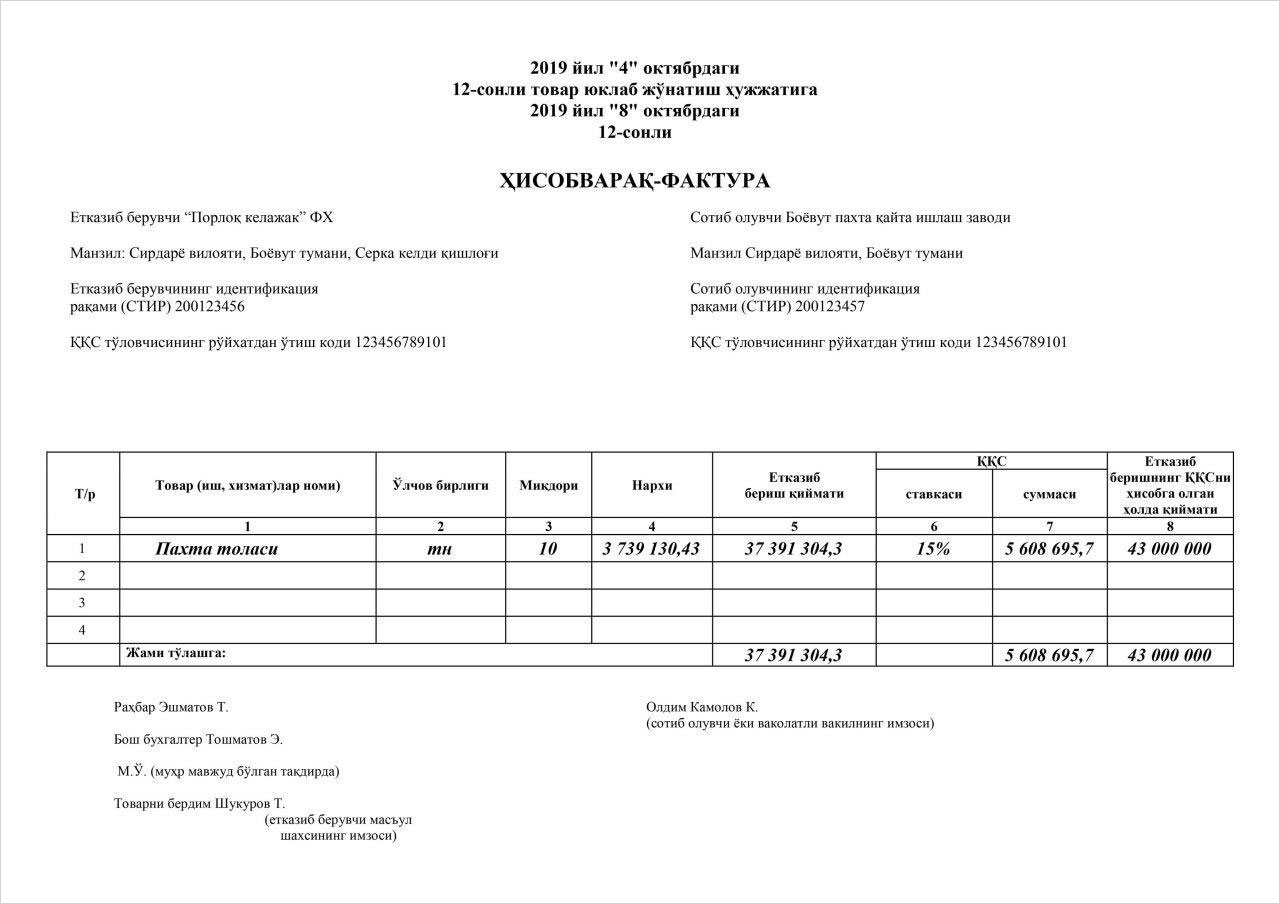 2019 йил "4" октябрдаги
12-сонли товар юклаб жўнатиш ҳужжатига
2019 йил "8" октябрдаги
12-сонли
ҲИСОБВАРАҚ-ФАКТУРА
Етказиб берувчи “Порлоқ келажак” ФХ
Манзил: Сирдарё вилояти, Боёвут тумани, Серка келди қишлоғи
Етказиб берувчининг идентификация
рақами (СТИР) 200123456
ҚҚС тўловчисининг рўйхатдан ўтиш коди 123456789101
Сотиб олувчи Боёвут пахта қайта ишлаш заводи
Манзил Сирдарё вилояти, Боёвут тумани
Сотиб олувчининг идентификация
рақами (СТИР) 200123457
ҚҚС тўловчисининг рўйхатдан ўтиш коди 123456789101
Т/р
Товар (иш, хизмат)лар номи)
Ўлчов бирлиги
Миқдори
Нархи
Етказиб
бериш қиймати
ҚҚС
ставкаси
суммаси
Етказиб
беришнинг ҚҚСни
ҳисобга олган
ҳолда қиймати
1 2 3 4 5 6 7 8
1 Пахта толаси тн 10 3 739 130,43 37 391 304,3 15% 5 608 695,7 43 000 000
2
3
4
Жами тўлашга: 37 391 304,3 5 608 695,7 43 000 000
Раҳбар Эшматов Т.
Бош бухгалтер Тошматов Э.
М.Ў. (муҳр мавжуд бўлган тақдирда)
Товарни бердим Шукуров Т.
(етказиб берувчи масъул
шахсининг имзоси)
Олдим Камолов К.
(сотиб олувчи ёки ваколатли вакилнинг имзоси)